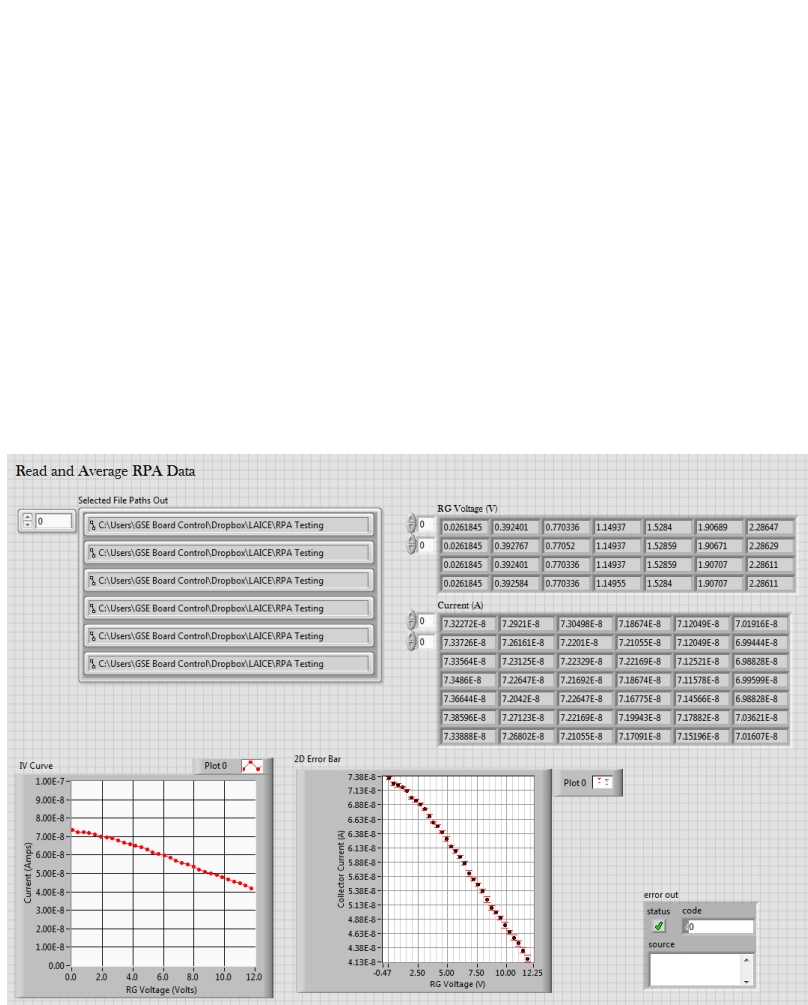 Read and Average RPA Data
Selected File Paths Out
0
C:\Users\GSE Board Control\Dropbox\LAICE\RPA Testing
C:\Users\GSE Board Control\Dropbox\LAICE\RPA Testing
C:\Users\GSE Board Control\Dropbox\LAICE\RPA Testing
C:\Users\GSE Board Control\Dropbox\LAICE\RPA Testing
C:\Users\GSE Board Control\Dropbox\LAICE\RPA Testing
C:\Users\GSE Board Control\Dropbox\LAICE\RPA Testing
RG Voltage (V)
0 0.0261845 0.392401 0.770336 1.14937 1.5284 1.90689 2.28647
0 0.0261845 0.392767 0.77052 1.14937 1.52859 1.90671 2.28629
0.0261845 0.392401 0.770336 1.14937 1.52859 1.90707 2.28611
0.0261845 0.392584 0.770336 1.14955 1.5284 1.90707 2.28611
Current (A)
0 7.32272E-8 7.2921E-8 7.30498E-8 7.18674E-8 7.12049E-8 7.01916E-8
0 7.33726E-8 7.26161E-8 7.2201E-8 7.21055E-8 7.12049E-8 6.99444E-8
7.33564E-8 7.23125E-8 7.22329E-8 7.22169E-8 7.12521E-8 6.98828E-8
7.3486E-8 7.22647E-8 7.21692E-8 7.18674E-8 7.11578E-8 6.99599E-8
7.36644E-8 7.2042E-8 7.22647E-8 7.16775E-8 7.14566E-8 6.98828E-8
7.38596E-8 7.27123E-8 7.22169E-8 7.19943E-8 7.17882E-8 7.03621E-8
7.33888E-8 7.26802E-8 7.21055E-8 7.17091E-8 7.15196E-8 7.01607E-8
IV Curve
Plot 0
1.00E-7
9.00E-8
8.00E-8
7.00E-8
6.00E-8
5.00E-8
4.00E-8
3.00E-8
2.00E-8
1.00E-8
0.00
Current (Amps)
0.0 2.0 4.0 6.0 8.0 10.0 12.0
RG Voltage (Volts)
2D Error Bar
Plot 0
7.38E-8
7.13E-8
6.88E-8
6.63E-8
6.38E-8
6.13E-8
5.88E-8
5.63E-8
5.38E-8
5.13E-8
4.88E-8
4.63E-8
4.38E-8
4.13E-8
Collector Current (A)
-0.47 2.50 5.00 7.50 10.00 12.25
RG Voltage (V)
error out
status code
0
source